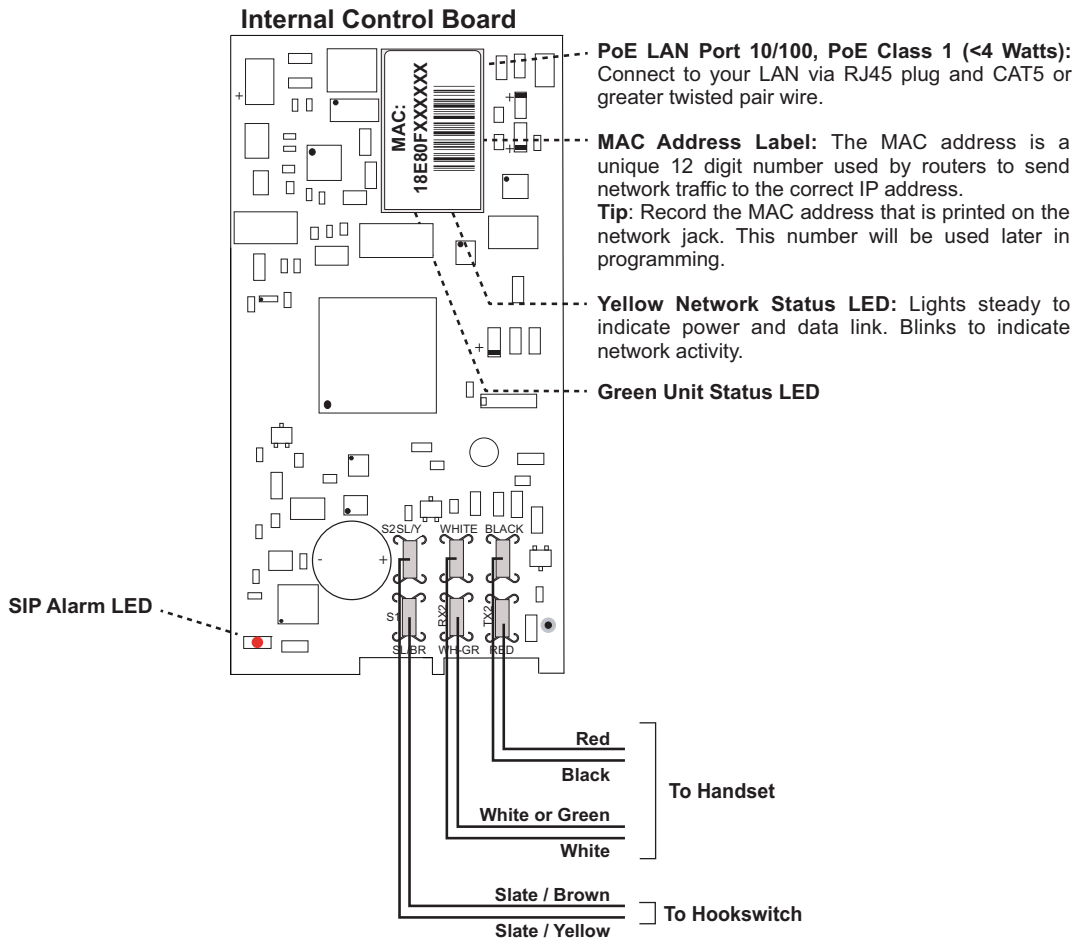 Internal Control Board
PoE LAN Port 10/100, PoE Class 1 (<4 Watts):
Connect to your LAN via RJ45 plug and CAT5 or
greater twisted pair wire.
MAC:
18E80FXXXXXX
MAC Address Label: The MAC address is a
unique 12 digit number used by routers to send
network traffic to the correct IP address.
Tip: Record the MAC address that is printed on the
network jack. This number will be used later in
programming.
Yellow Network Status LED: Lights steady to
indicate power and data link. Blinks to indicate
network activity.
Green Unit Status LED
S2SL/Y WHITE BLACK
- +
SIP Alarm LED
S1 RX2 TX2
SL/BR WH-GR RED
Red
Black
To Handset
White or Green
White
Slate / Brown
To Hookswitch
Slate / Yellow